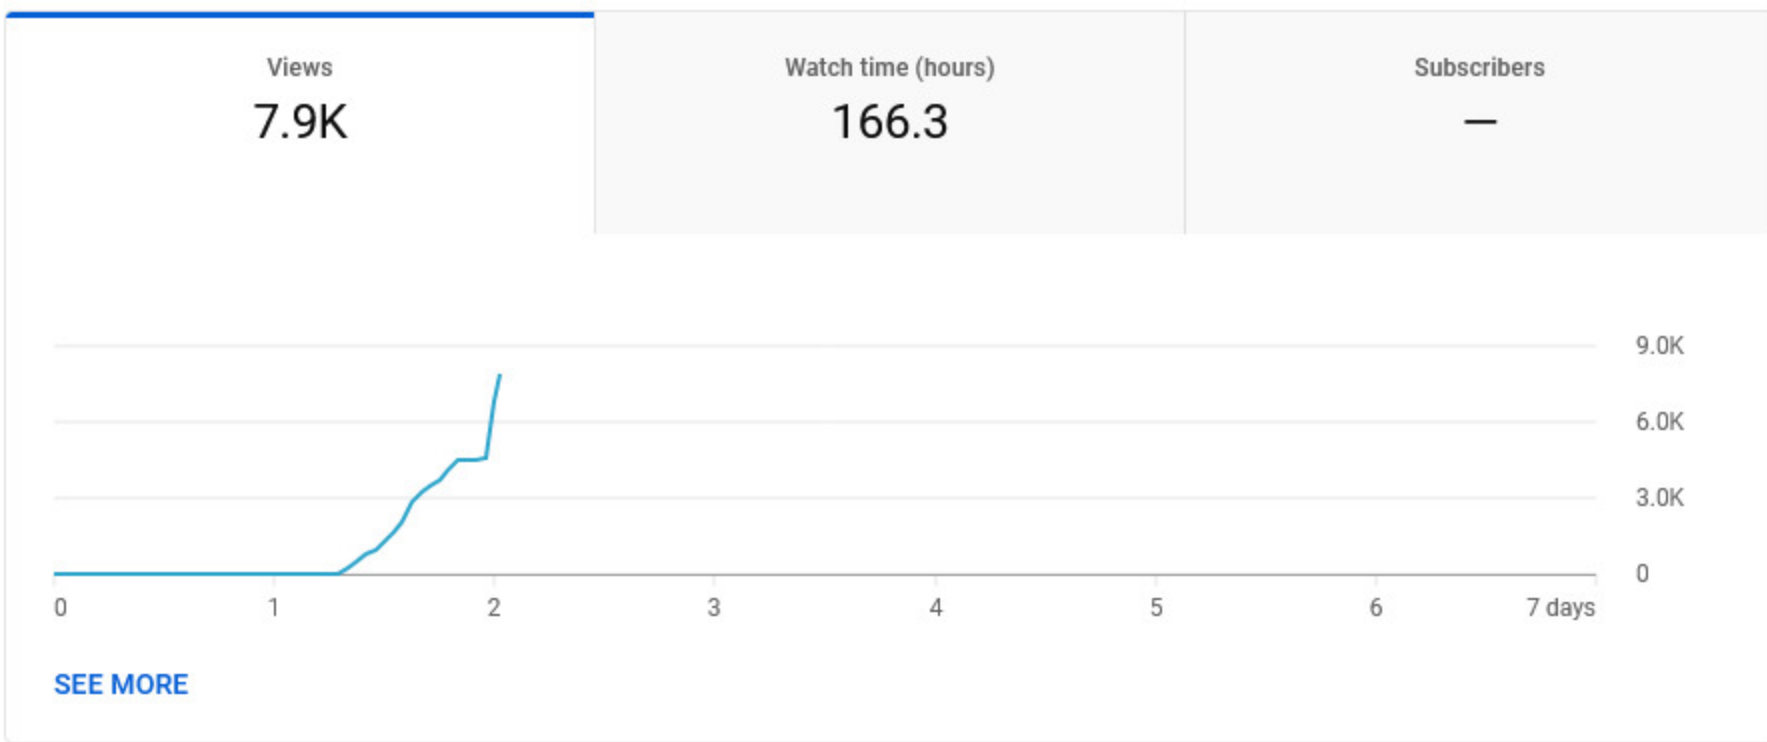 Views
7.9K
Watch time (hours)
166.3
Subscribers
—
9.0K
6.0K
3.0K
0
0 1 2 3 4 5 6 7 days
SEE MORE